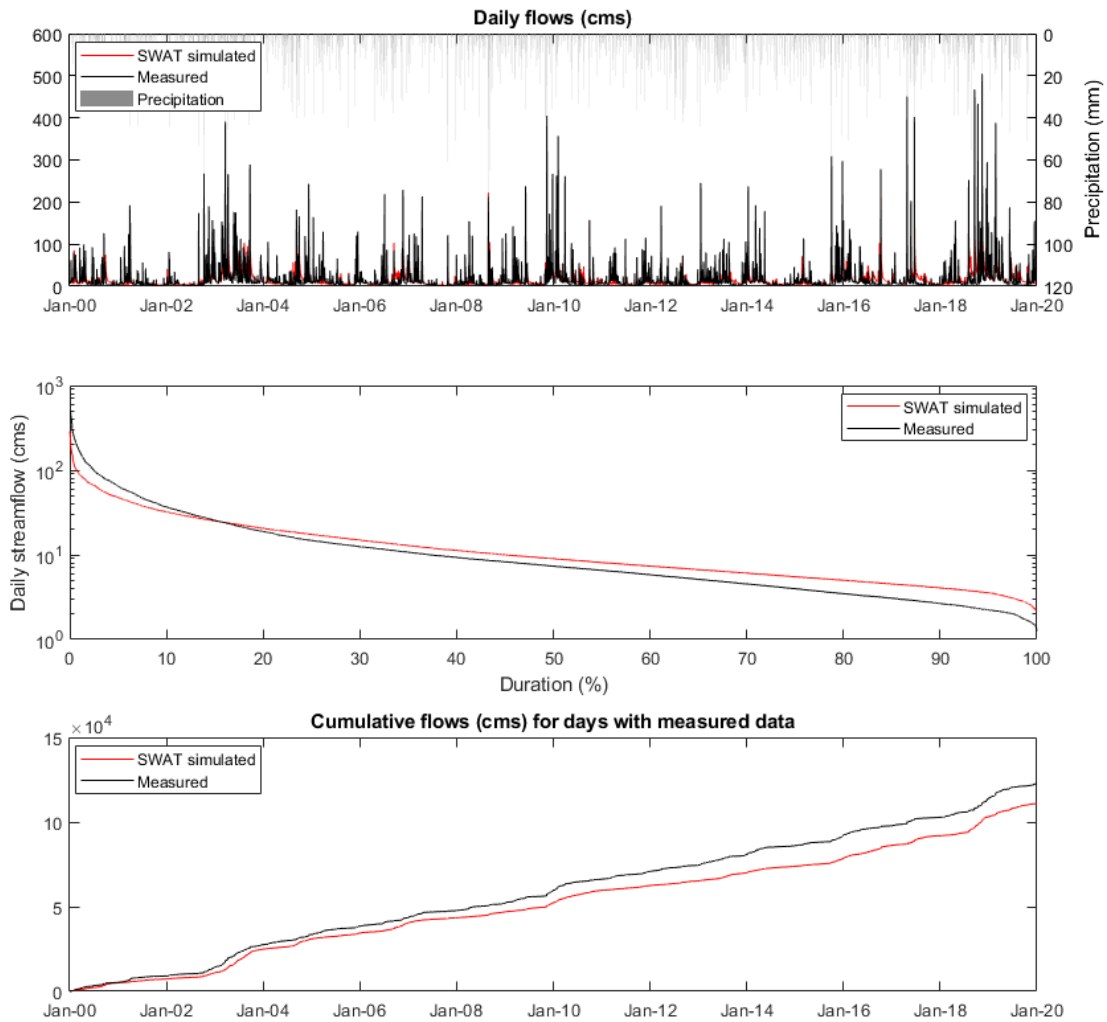 Daily flows (cms)
600
500
400
300
200
100
0
SWAT simulated
Measured
Precipitation
0
20
40
60
80
100
120
Precipitation (mm)
Jan-00 Jan-02 Jan-04 Jan-06 Jan-08 Jan-10 Jan-12 Jan-14 Jan-16 Jan-18 Jan-20
Daily streamflow (cms)
10³
10²
10¹
10⁰
SWAT simulated
Measured
0 10 20 30 40 50 60 70 80 90 100
Duration (%)
Cumulative flows (cms) for days with measured data
×10⁴
15
10
5
0
SWAT simulated
Measured
Jan-00 Jan-02 Jan-04 Jan-06 Jan-08 Jan-10 Jan-12 Jan-14 Jan-16 Jan-18 Jan-20